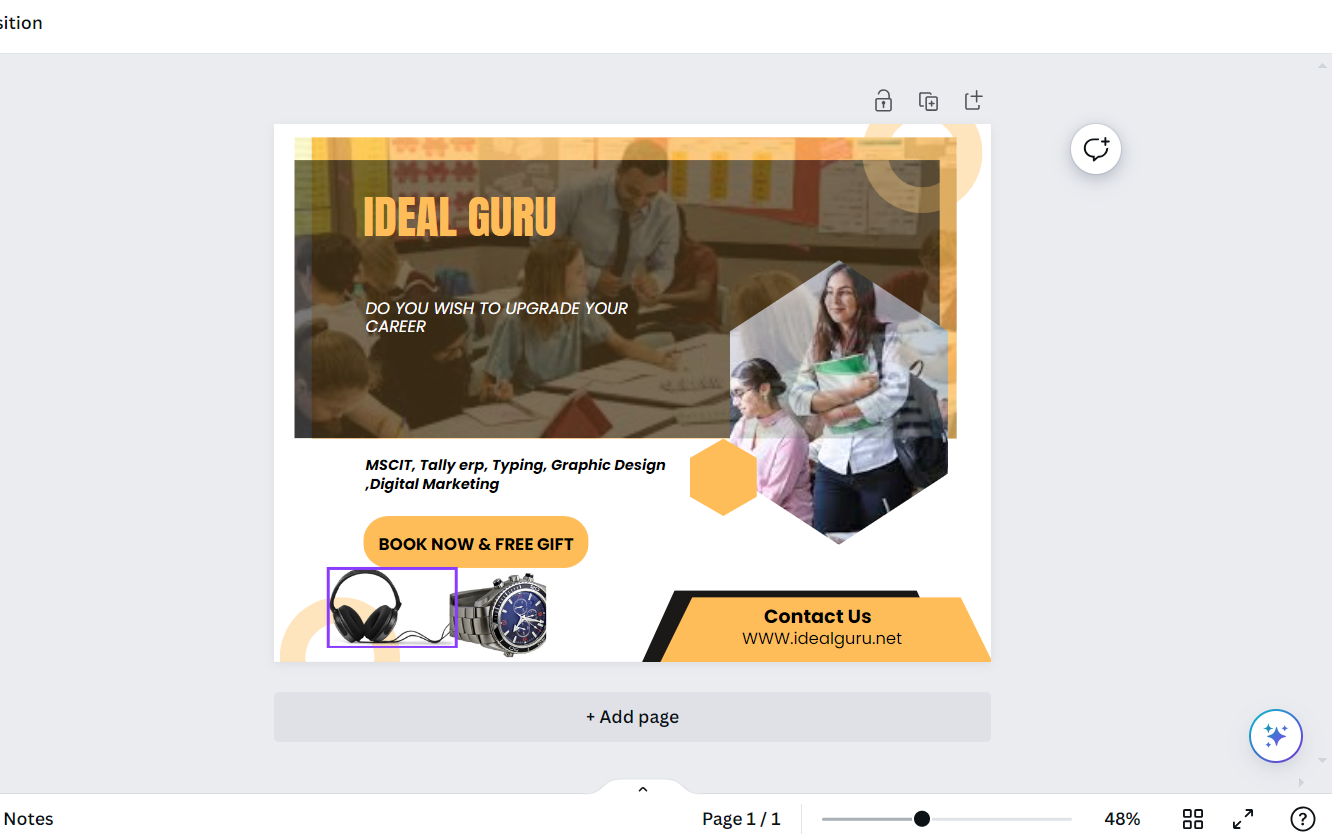 sition
IDEAL GURU
DO YOU WISH TO UPGRADE YOUR
CAREER
MSCIT, Tally erp, Typing, Graphic Design
,Digital Marketing
BOOK NOW & FREE GIFT
Contact Us
WWW.idealguru.net
+ Add page
Notes
Page 1 / 1
48%
?